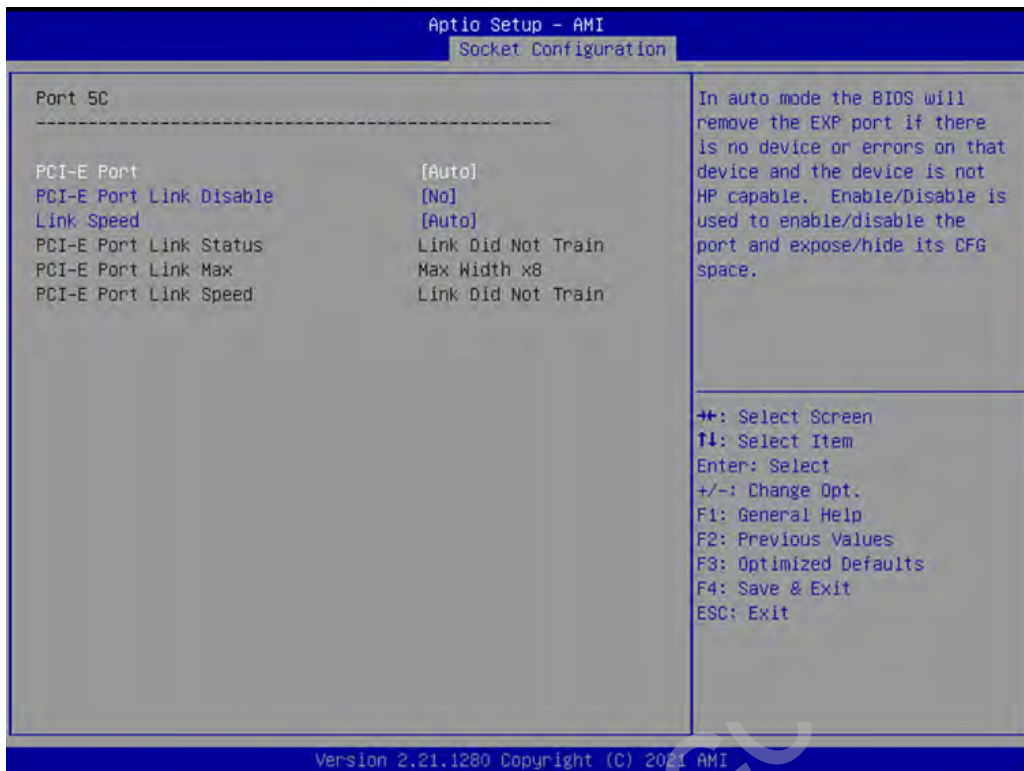 Aptio Setup - AMI
Socket Configuration
Port 5C
PCI-E Port [Auto]
PCI-E Port Link Disable [No]
Link Speed [Auto]
PCI-E Port Link Status Link Did Not Train
PCI-E Port Link Max Max Width x8
PCI-E Port Link Speed Link Did Not Train
In auto mode the BIOS will
remove the EXP port if there
is no device or errors on that
device and the device is not
HP capable. Enable/Disable is
used to enable/disable the
port and expose/hide its CFG
space.
→←: Select Screen
↑↓: Select Item
Enter: Select
+/-: Change Opt.
F1: General Help
F2: Previous Values
F3: Optimized Defaults
F4: Save & Exit
ESC: Exit
Version 2.21.1280 Copyright (C) 2021 AMI